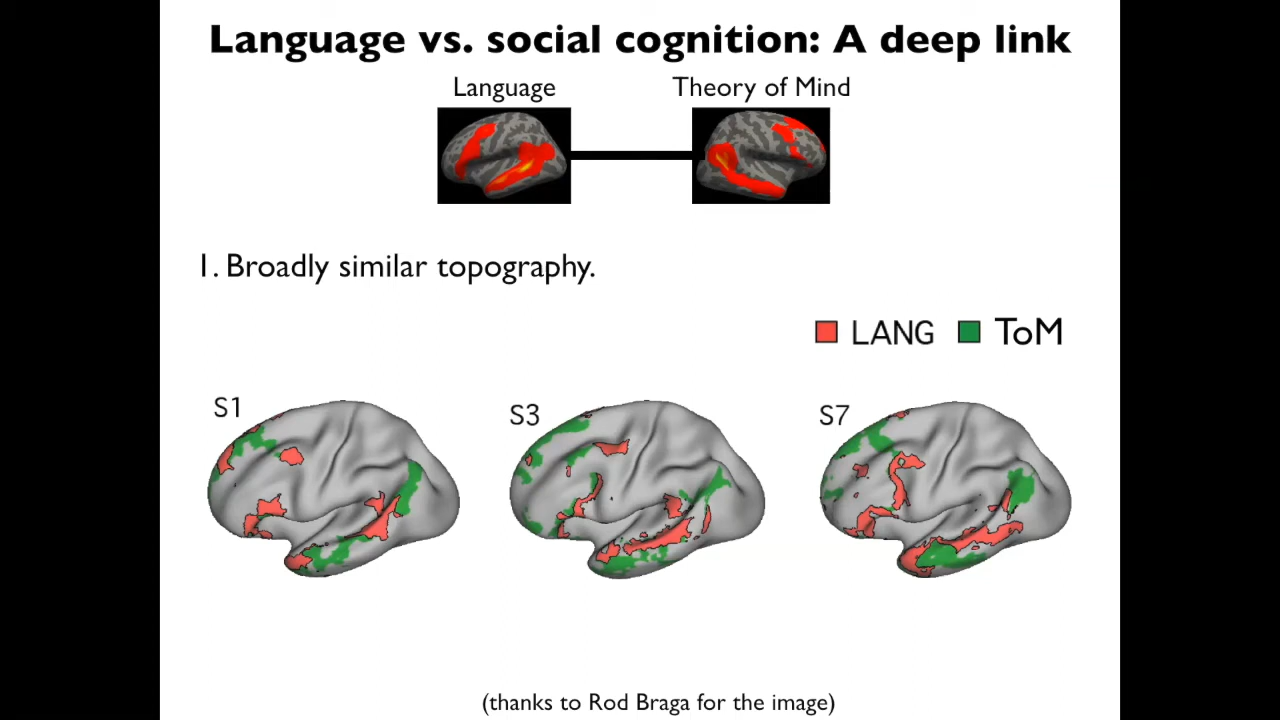 Language vs. social cognition: A deep link
Language
Theory of Mind
1. Broadly similar topography.
LANG
ToM
S1
S3
S7
(thanks to Rod Braga for the image)